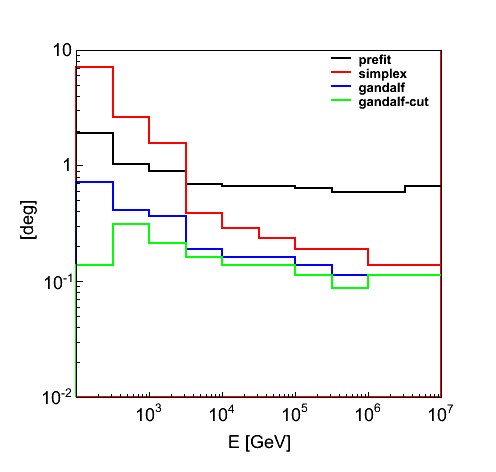 10
prefit
simplex
gandalf
gandalf-cut
1
[deg]
10⁻¹
10⁻²
10³ 10⁴ 10⁵ 10⁶ 10⁷
E [GeV]